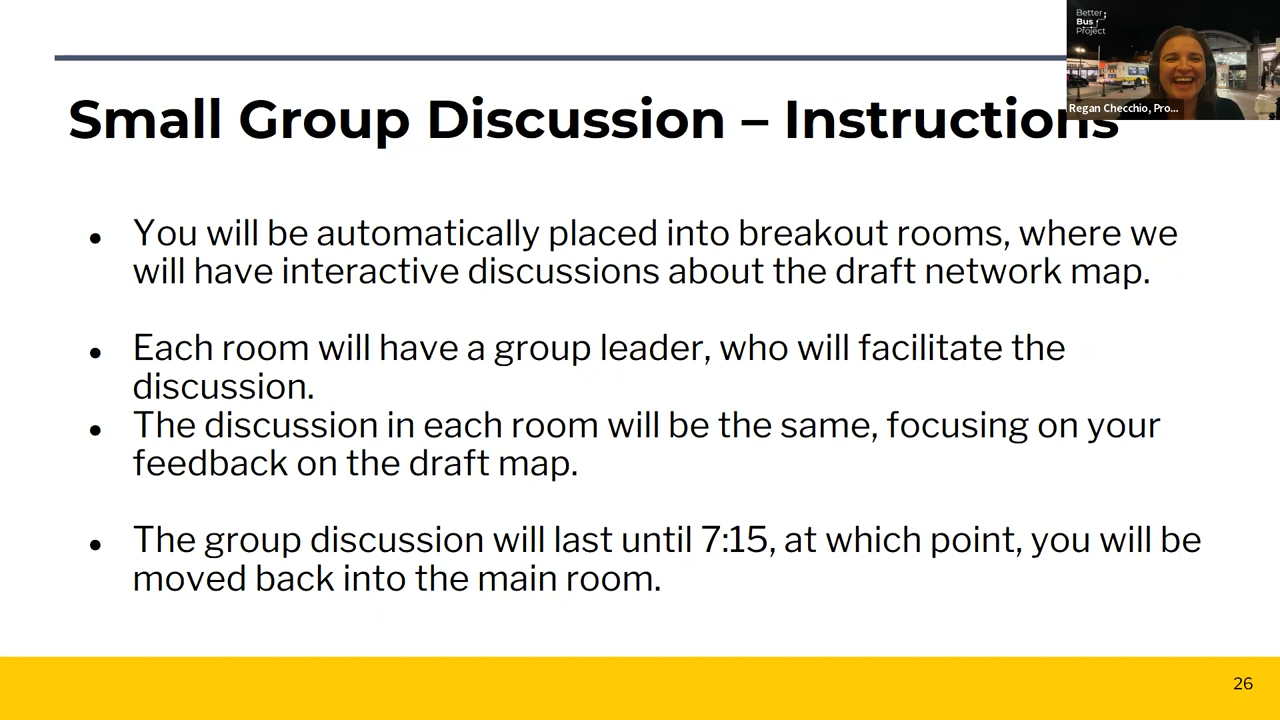 Better
Bus
Project
Regan Checchio, Pro...
Small Group Discussion – Instructions
● You will be automatically placed into breakout rooms, where we
will have interactive discussions about the draft network map.
● Each room will have a group leader, who will facilitate the
discussion.
● The discussion in each room will be the same, focusing on your
feedback on the draft map.
● The group discussion will last until 7:15, at which point, you will be
moved back into the main room.
26